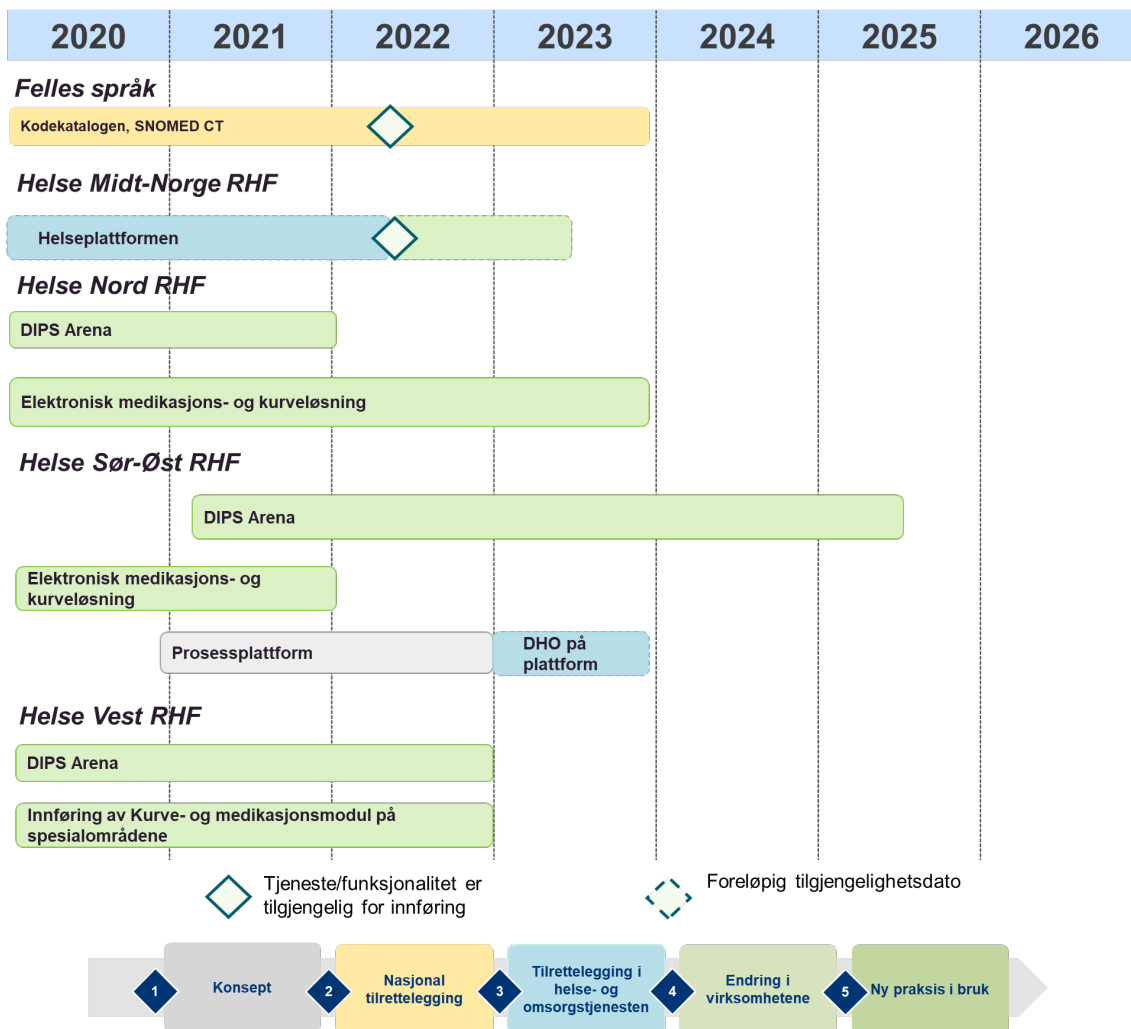 2020 2021 2022 2023 2024 2025 2026
Felles språk
Kodekatalogen, SNOMED CT
Helse Midt-Norge RHF
Helseplattformen
Helse Nord RHF
DIPS Arena
Elektronisk medikasjons- og kurveløsning
Helse Sør-Øst RHF
DIPS Arena
Elektronisk medikasjons- og
kurveløsning
Prosessplattform
DHO på
plattform
Helse Vest RHF
DIPS Arena
Innføring av Kurve- og medikasjonsmodul på
spesialområdene
Tjeneste/funksjonalitet er
tilgjengelig for innføring
Foreløpig tilgjengelighetsdato
1
Konsept
2
Nasjonal
tilrettelegging
3
Tilrettelegging i
helse- og
omsorgstjenesten
4
Endring i
virksomhetene
5
Ny praksis i bruk